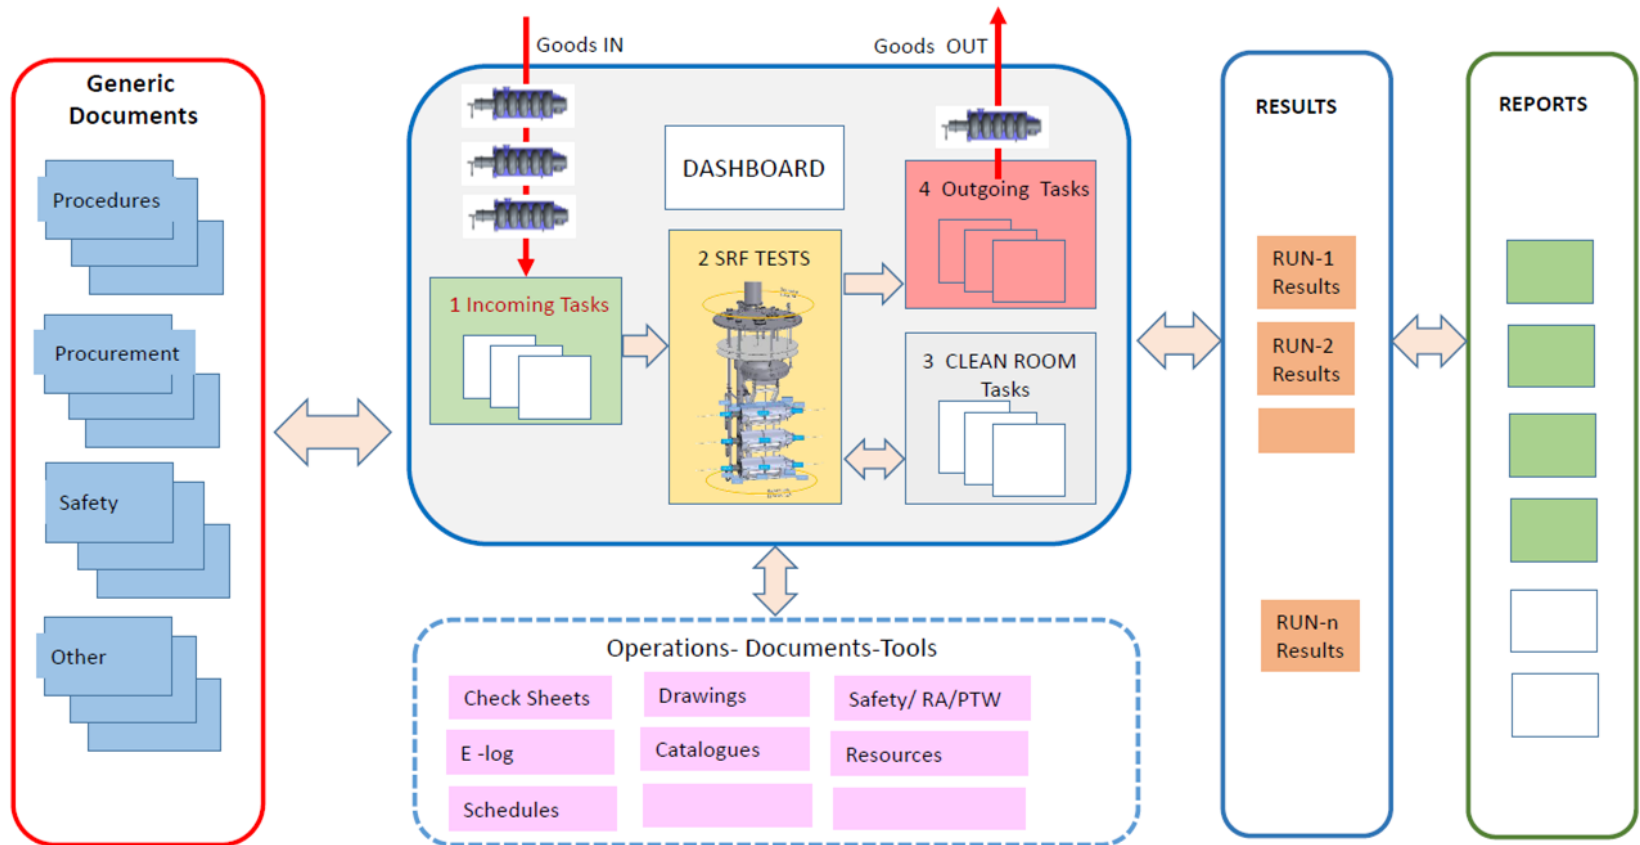 Generic
Documents
Procedures
Procurement
Safety
Other
Goods IN
Goods OUT
DASHBOARD
1 Incoming Tasks
2 SRF TESTS
4 Outgoing Tasks
3 CLEAN ROOM
Tasks
Operations- Documents-Tools
Check Sheets
Drawings
Safety/ RA/PTW
E -log
Catalogues
Resources
Schedules
RESULTS
RUN-1
Results
RUN-2
Results
RUN-n
Results
REPORTS